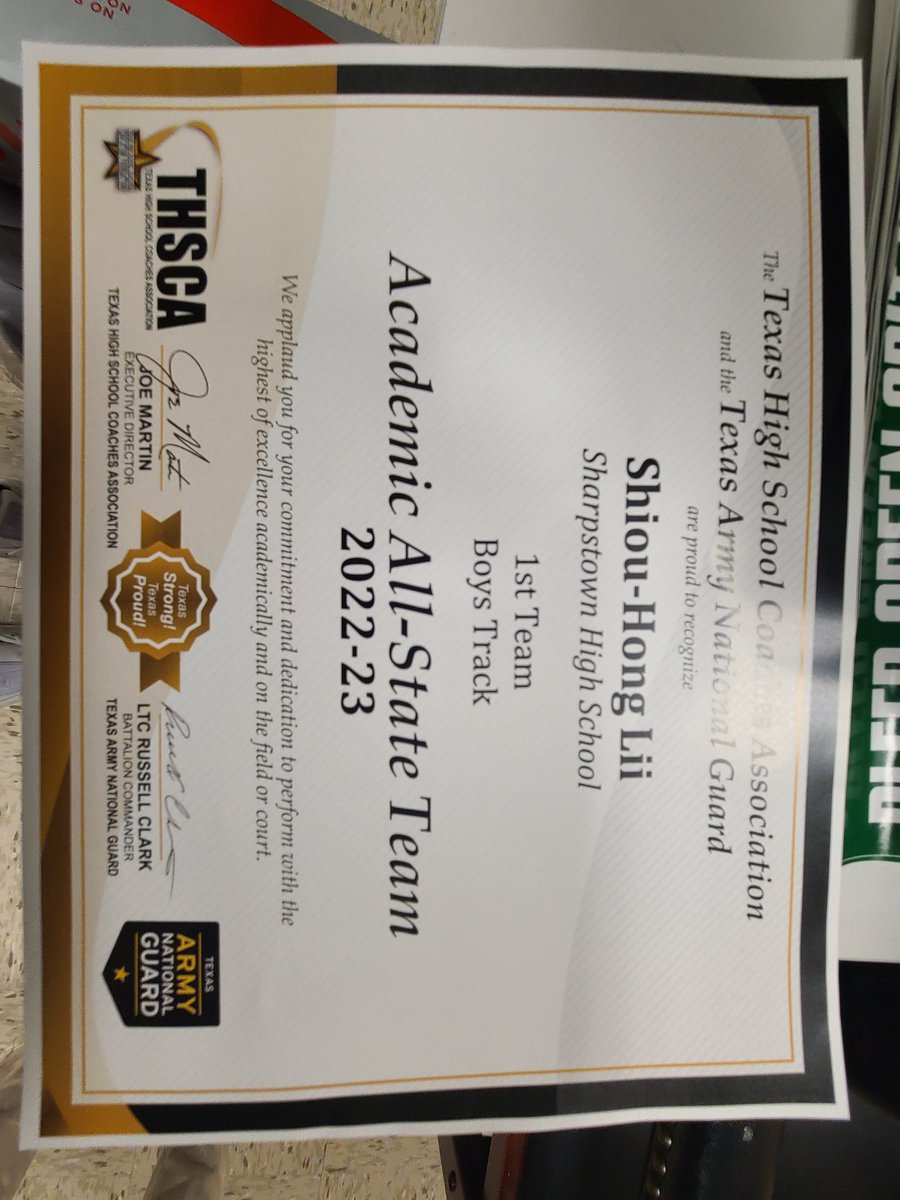 The Texas High School Coaches Association
and the Texas Army National Guard
are proud to recognize
Shiou-Hong Lii
Sharpstown High School
1st Team
Boys Track
Academic All-State Team
2022-23
We applaud you for your commitment and dedication to perform with the
highest of excellence academically and on the field or court.
THSCA
TEXAS HIGH SCHOOL COACHES ASSOCIATION
JOE MARTIN
EXECUTIVE DIRECTOR
TEXAS HIGH SCHOOL COACHES ASSOCIATION
Texas
Strong!
Texas
Proud!
LTC RUSSELL CLARK
BATTALION COMMANDER
TEXAS ARMY NATIONAL GUARD
TEXAS
ARMY
NATIONAL
GUARD